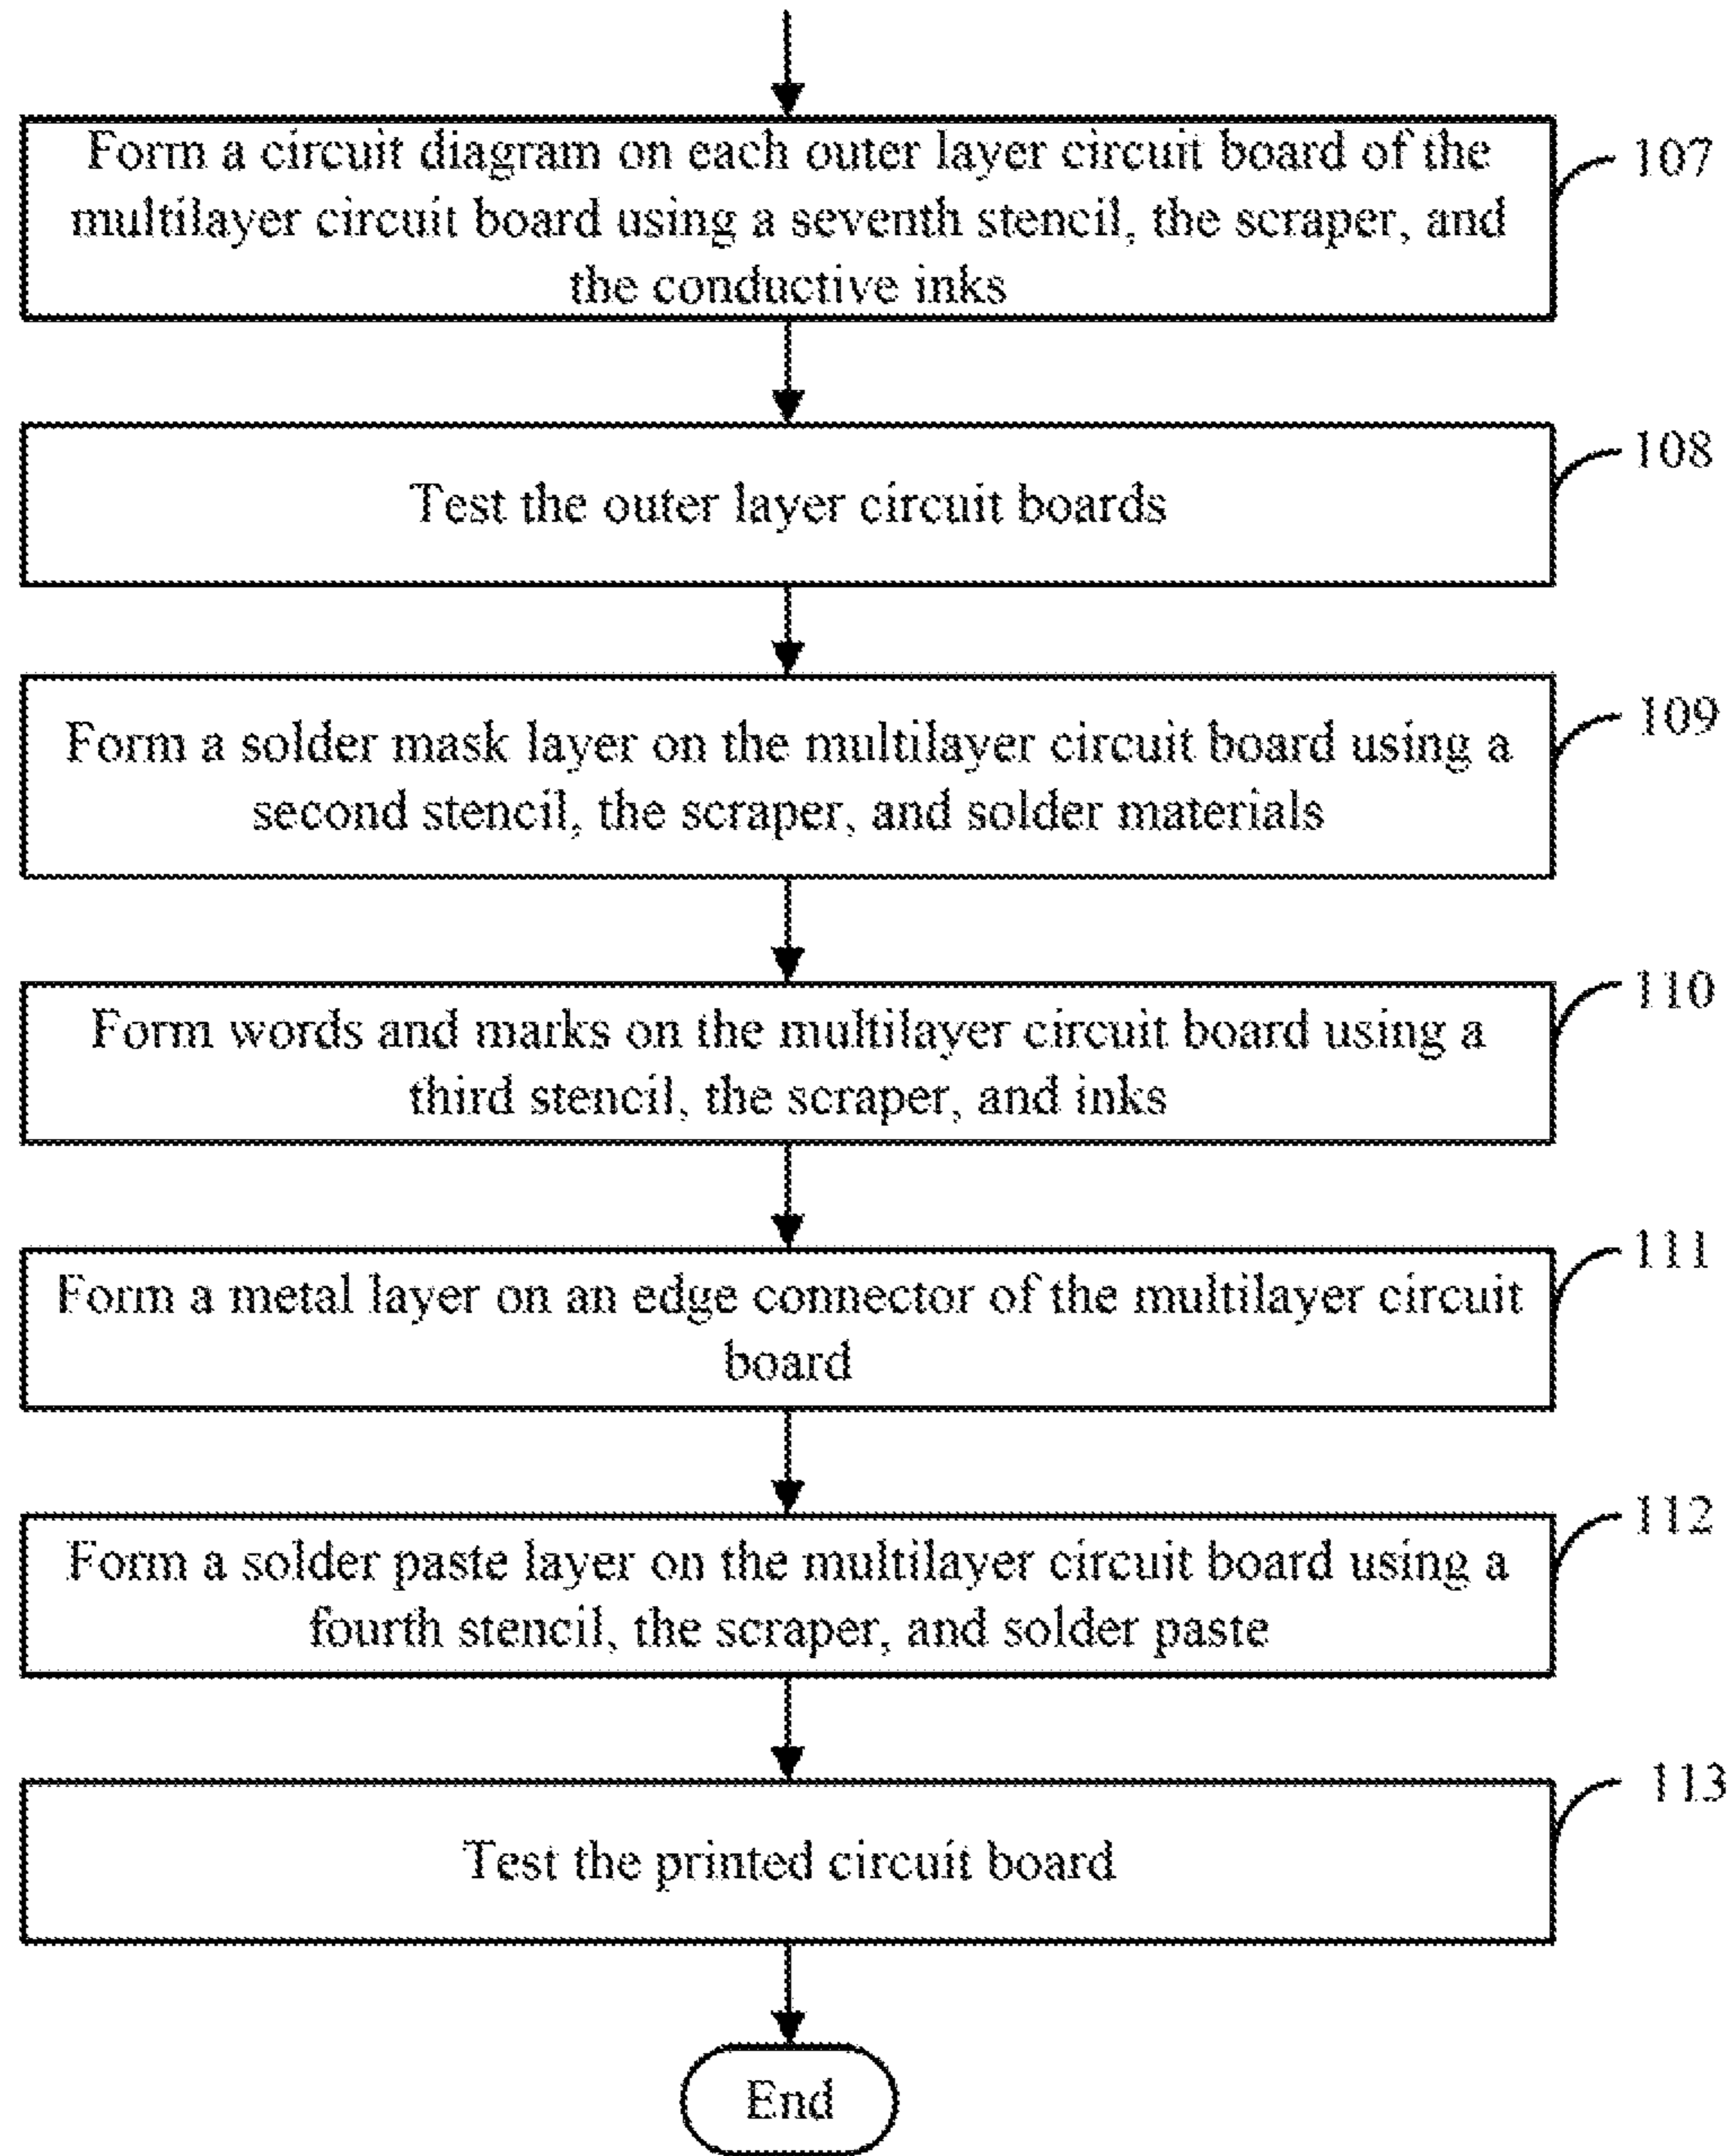 Form a circuit diagram on each outer layer circuit board of the
multilayer circuit board using a seventh stencil, the scraper, and
the conductive inks
107
Test the outer layer circuit boards
108
Form a solder mask layer on the multilayer circuit board using a
second stencil, the scraper, and solder materials
109
Form words and marks on the multilayer circuit board using a
third stencil, the scraper, and inks
110
Form a metal layer on an edge connector of the multilayer circuit
board
111
Form a solder paste layer on the multilayer circuit board using a
fourth stencil, the scraper, and solder paste
112
Test the printed circuit board
113
End